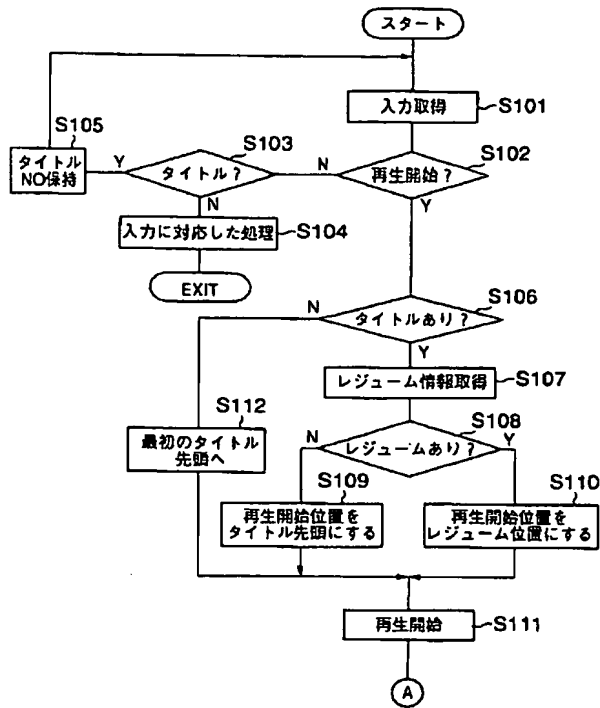 スタート
入力取得
S101
S105
S103
S102
タイトル
NO保持
Y
タイトル?
N
再生開始?
N
Y
入力に対応した処理
S104
EXIT
S106
N
タイトルあり?
Y
レジューム情報取得
S107
S112
S108
最初のタイトル
先頭へ
N
レジュームあり?
Y
S109
S110
再生開始位置を
タイトル先頭にする
再生開始位置を
レジューム位置にする
再生開始
S111
A